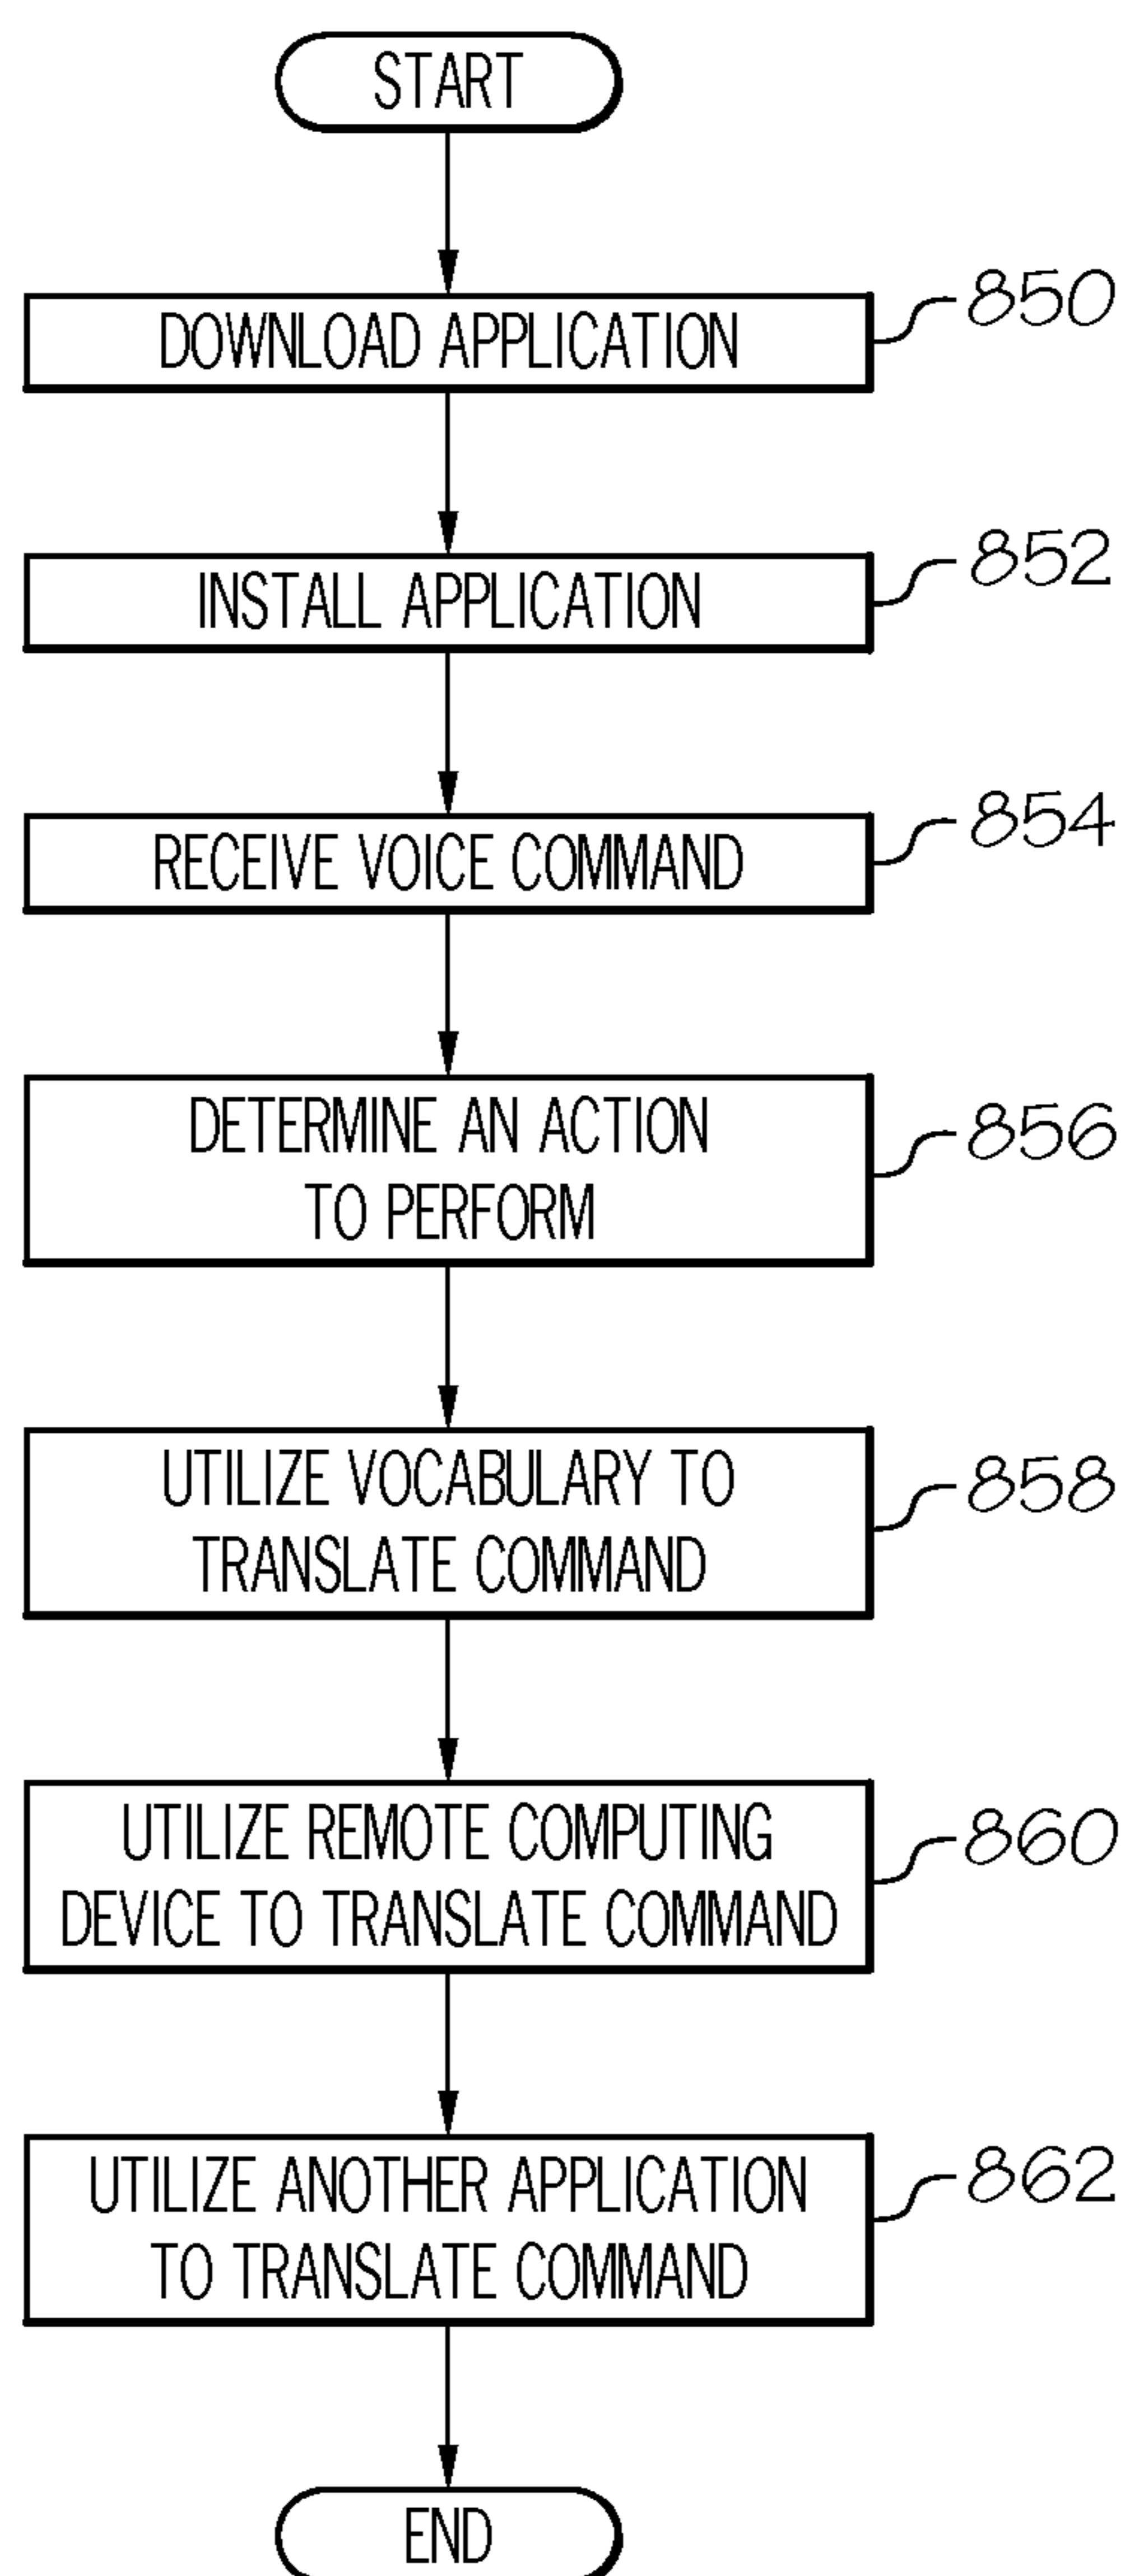 START
DOWNLOAD APPLICATION
850
INSTALL APPLICATION
852
RECEIVE VOICE COMMAND
854
DETERMINE AN ACTION
TO PERFORM
856
UTILIZE VOCABULARY TO
TRANSLATE COMMAND
858
UTILIZE REMOTE COMPUTING
DEVICE TO TRANSLATE COMMAND
860
UTILIZE ANOTHER APPLICATION
TO TRANSLATE COMMAND
862
END